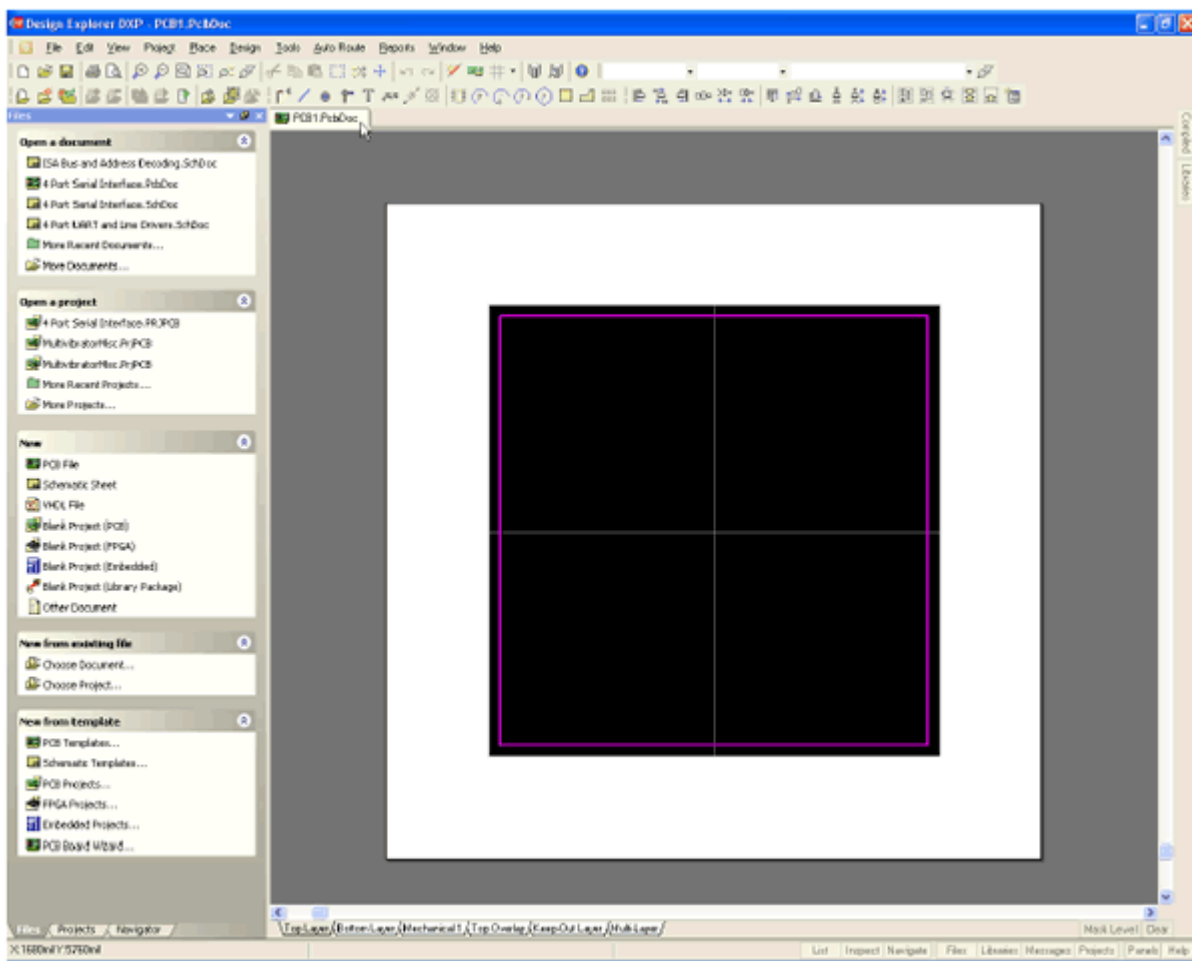 Design Explorer DXP - PCB1.PcbDoc
File Edit View Project Place Design Tools Auto Route Reports Window Help
Files
PCB1.PcbDoc
Compiled Libraries
Open a document
ISA Bus and Address Decoding.SchDoc
4 Port Serial Interface.PcbDoc
4 Port Serial Interface.SchDoc
4 Port UART and Line Drivers.SchDoc
More Recent Documents...
More Documents...
Open a project
4 Port Serial Interface.PRJPCB
MultivibratorMisc.PrjPCB
MultivibratorMisc.PrjPCB
More Recent Projects...
More Projects...
New
PCB File
Schematic Sheet
VHDL File
Blank Project (PCB)
Blank Project (FPGA)
Blank Project (Embedded)
Blank Project (Library Package)
Other Document
New from existing file
Choose Document...
Choose Project...
New from template
PCB Templates...
Schematic Templates...
PCB Projects...
FPGA Projects...
Embedded Projects...
PCB Board Wizard...
Files Projects Navigator
Top Layer Bottom Layer Mechanical 1 Top Overlay Keep-Out Layer Multi-Layer
Mask Level Clear
X:1680mil Y:5760mil
List Inspect Navigate Files Libraries Messages Projects Panels Help